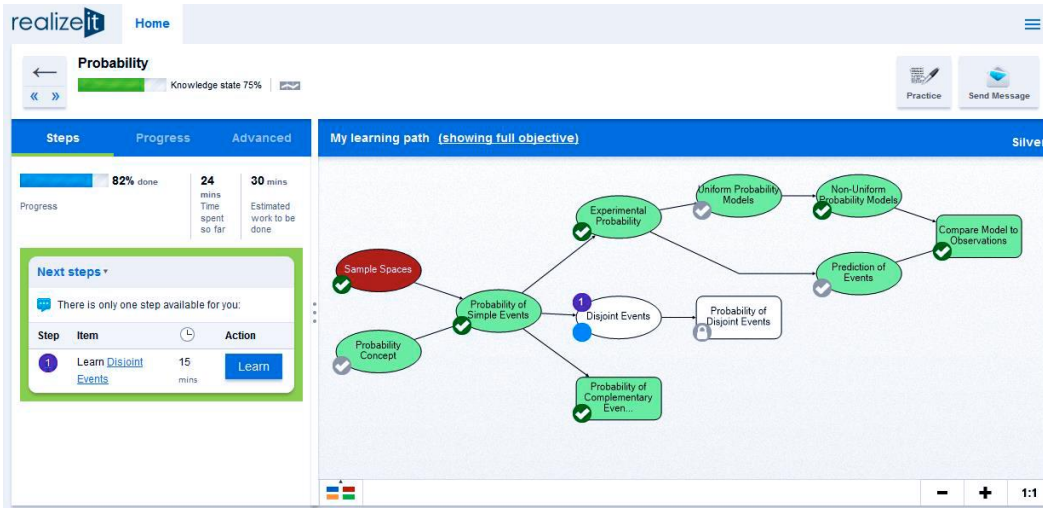 realizeit
Home
Probability
Knowledge state 75%
Practice
Send Message
Steps
Progress
Advanced
82% done
Progress
24
mins
Time
spent
so far
30 mins
Estimated
work to be
done
Next steps
There is only one step available for you:
Step Item Action
1 Learn Disjoint 15 Learn
Events mins
My learning path (showing full objective)
Silver
Sample Spaces
Probability
Concept
Probability of
Simple Events
Experimental
Probability
Uniform Probability
Models
Non-Uniform
Probability Models
Compare Model to
Observations
Prediction of
Events
1
Disjoint Events
Probability of
Disjoint Events
Probability of
Complementary
Even...
1:1